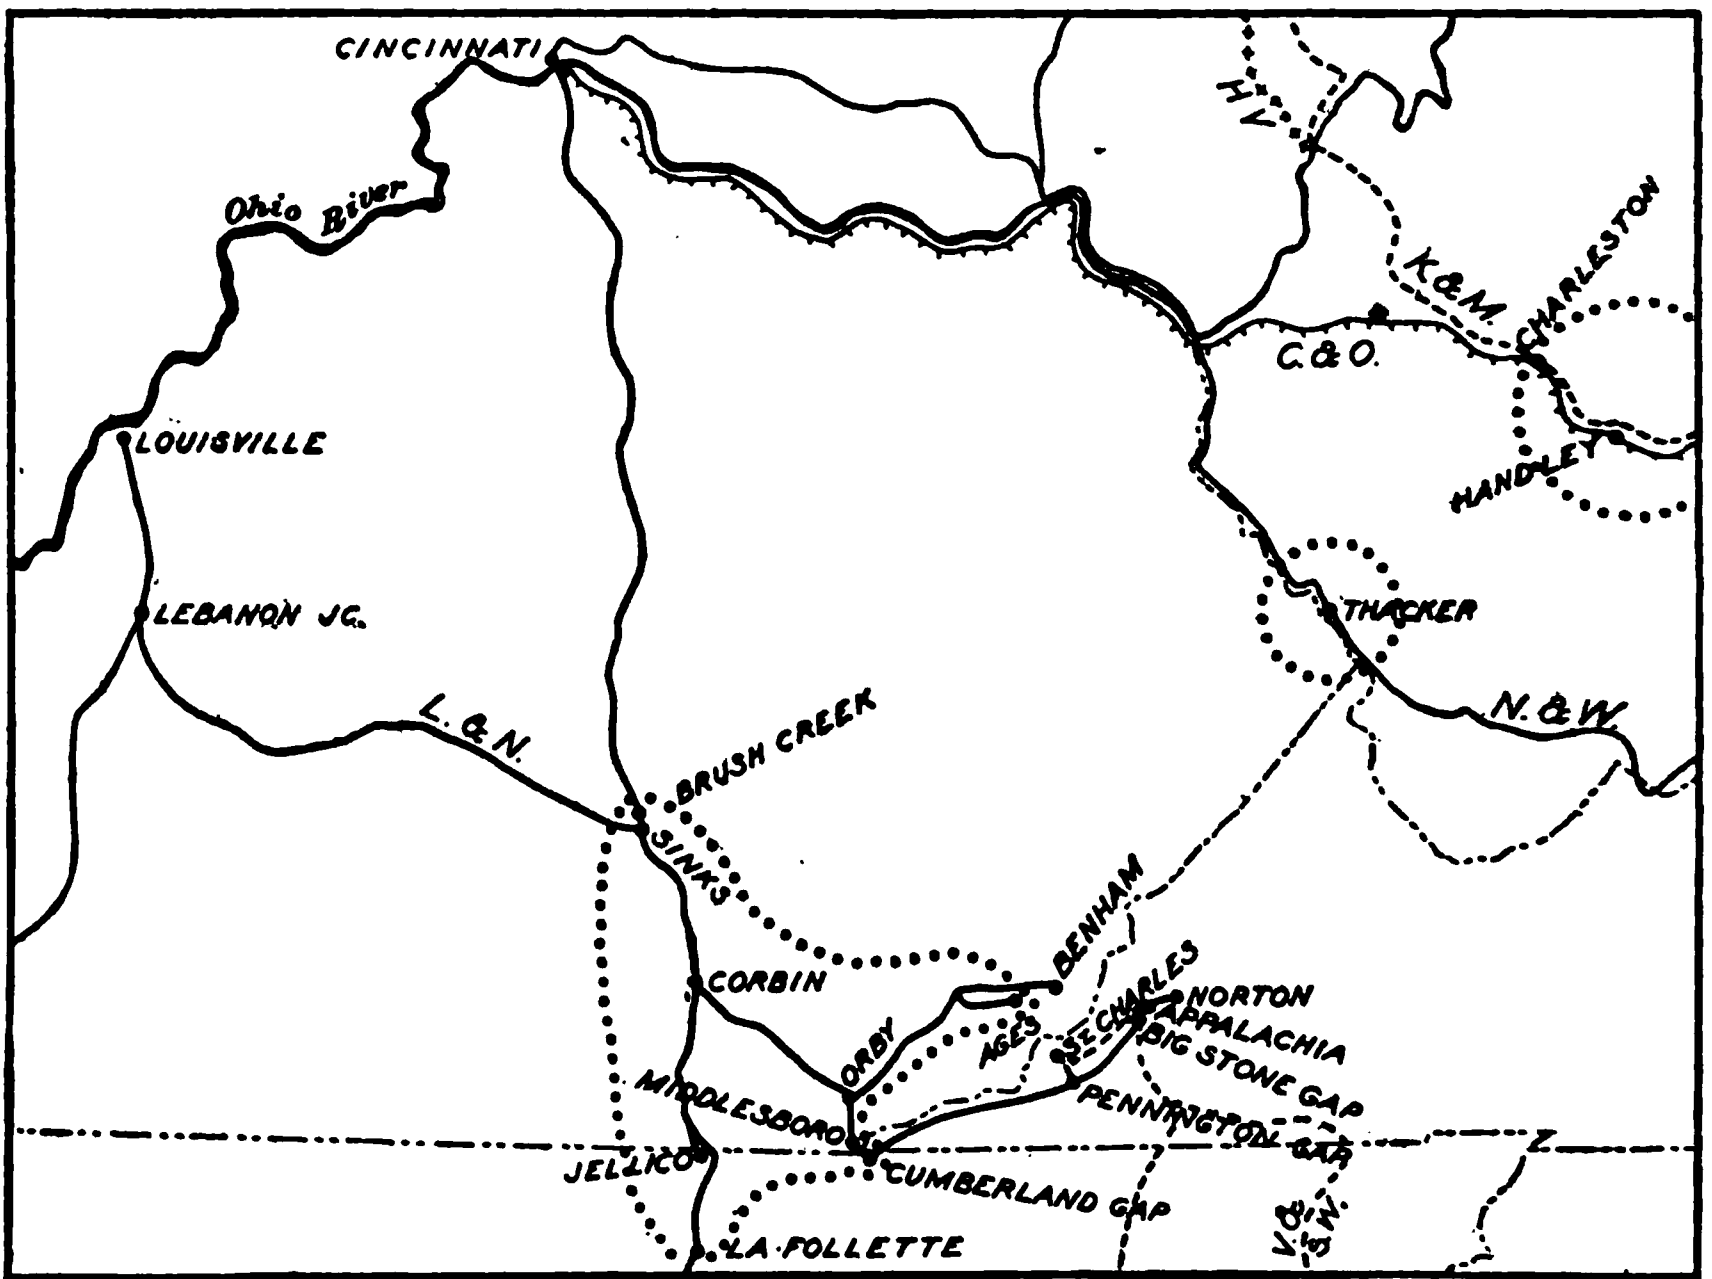 CINCINNATI
HV
Ohio River
CHARLESTON
K & M.
C. & O.
LOUISVILLE
HANDLEY
LEBANON JC.
THACKER
L. & N.
N. & W.
BRUSH CREEK
SINKS
BENHAM
CORBIN
ST. CHARLES
NORTON
APPALACHIA
AGES
ORBY
BIG STONE GAP
MIDDLESBORO
PENNINGTON GAP
JELLICO
CUMBERLAND GAP
V. &
S. W.
LA FOLLETTE